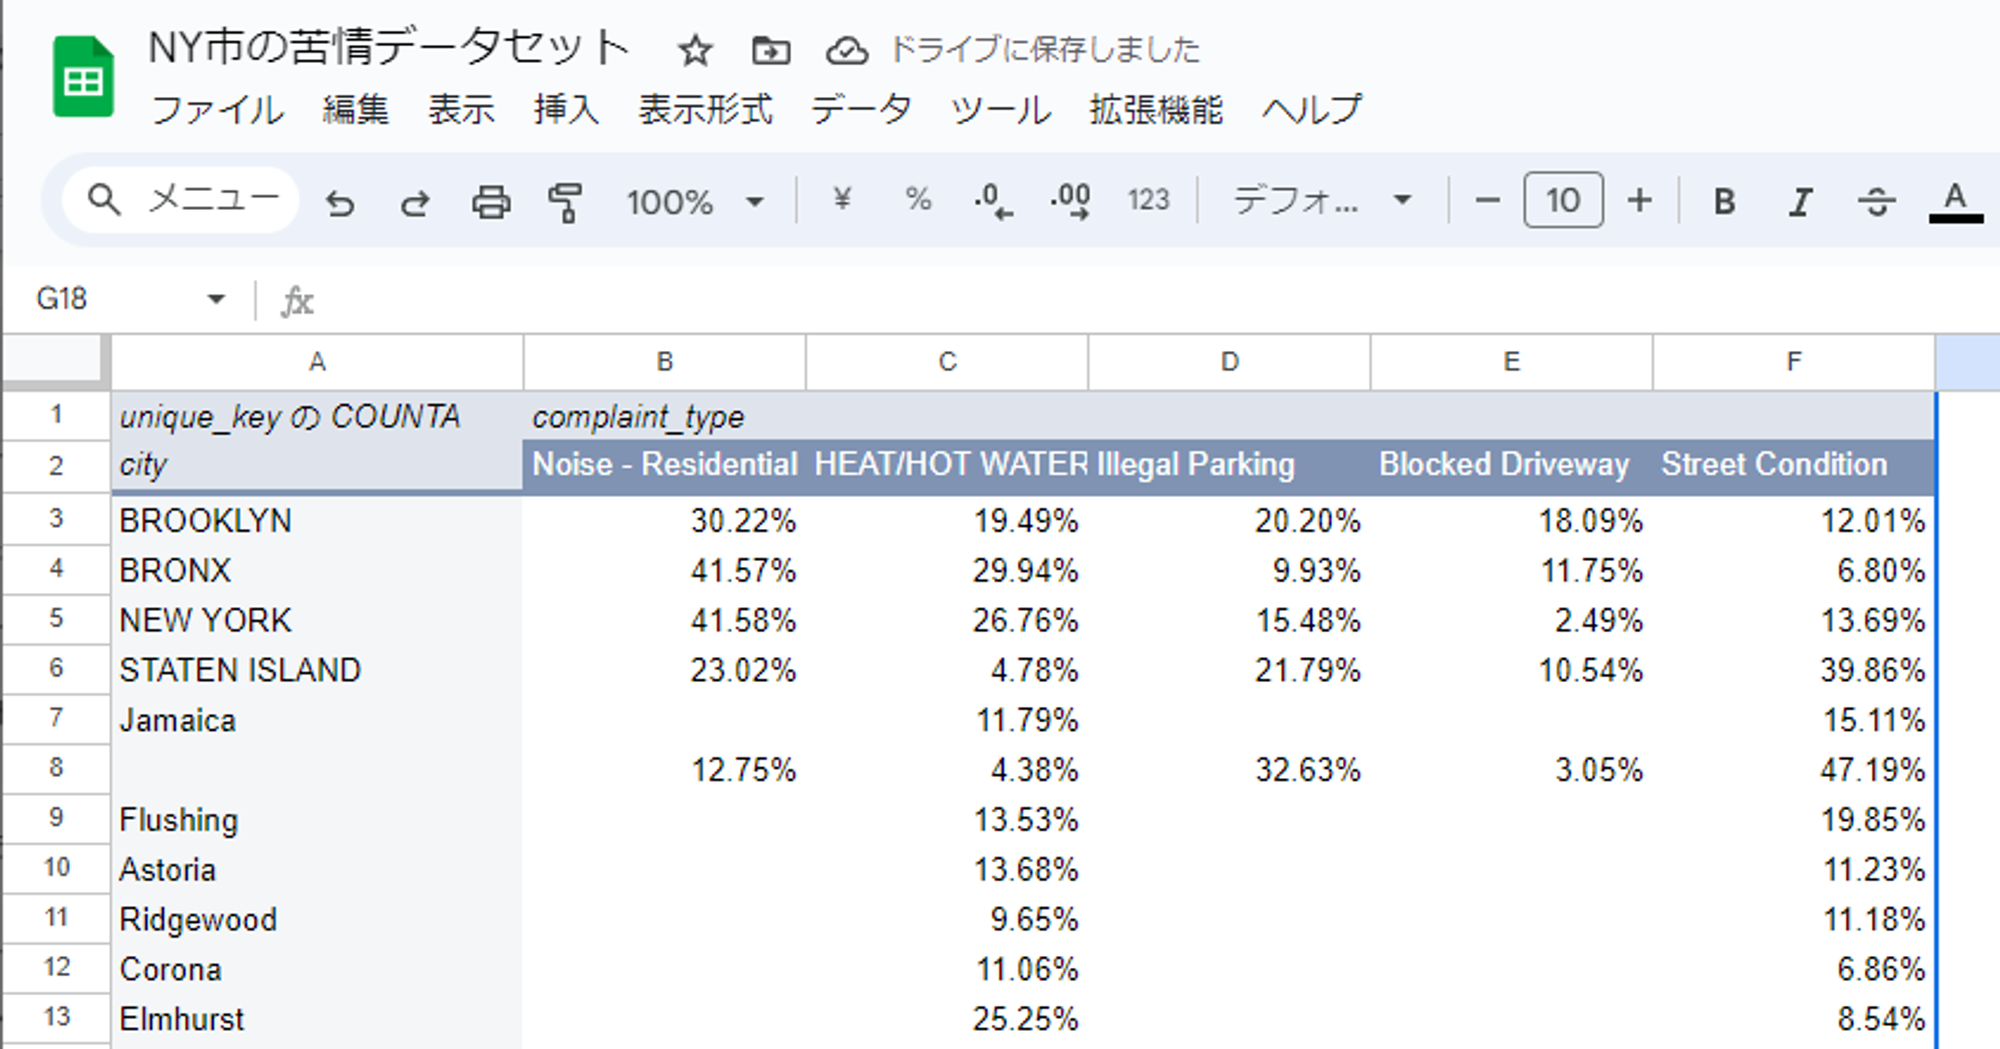 NY市の苦情データセット ドライブに保存しました
ファイル 編集 表示 挿入 表示形式 データ ツール 拡張機能 ヘルプ
メニュー 100% ¥ % .0 .00 123 デフォ... − 10 + B I S A
G18 fx
A B C D E F
1 unique_key の COUNTA complaint_type
2 city Noise - Residential HEAT/HOT WATER Illegal Parking Blocked Driveway Street Condition
3 BROOKLYN 30.22% 19.49% 20.20% 18.09% 12.01%
4 BRONX 41.57% 29.94% 9.93% 11.75% 6.80%
5 NEW YORK 41.58% 26.76% 15.48% 2.49% 13.69%
6 STATEN ISLAND 23.02% 4.78% 21.79% 10.54% 39.86%
7 Jamaica 11.79% 15.11%
8 12.75% 4.38% 32.63% 3.05% 47.19%
9 Flushing 13.53% 19.85%
10 Astoria 13.68% 11.23%
11 Ridgewood 9.65% 11.18%
12 Corona 11.06% 6.86%
13 Elmhurst 25.25% 8.54%